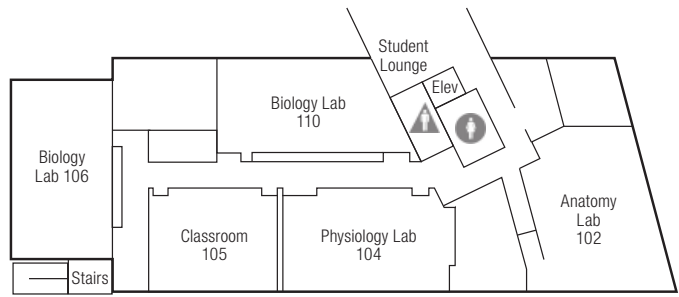 Student
Lounge
Elev
Biology Lab
110
Biology
Lab 106
Anatomy
Lab
102
Classroom
105
Physiology Lab
104
Stairs